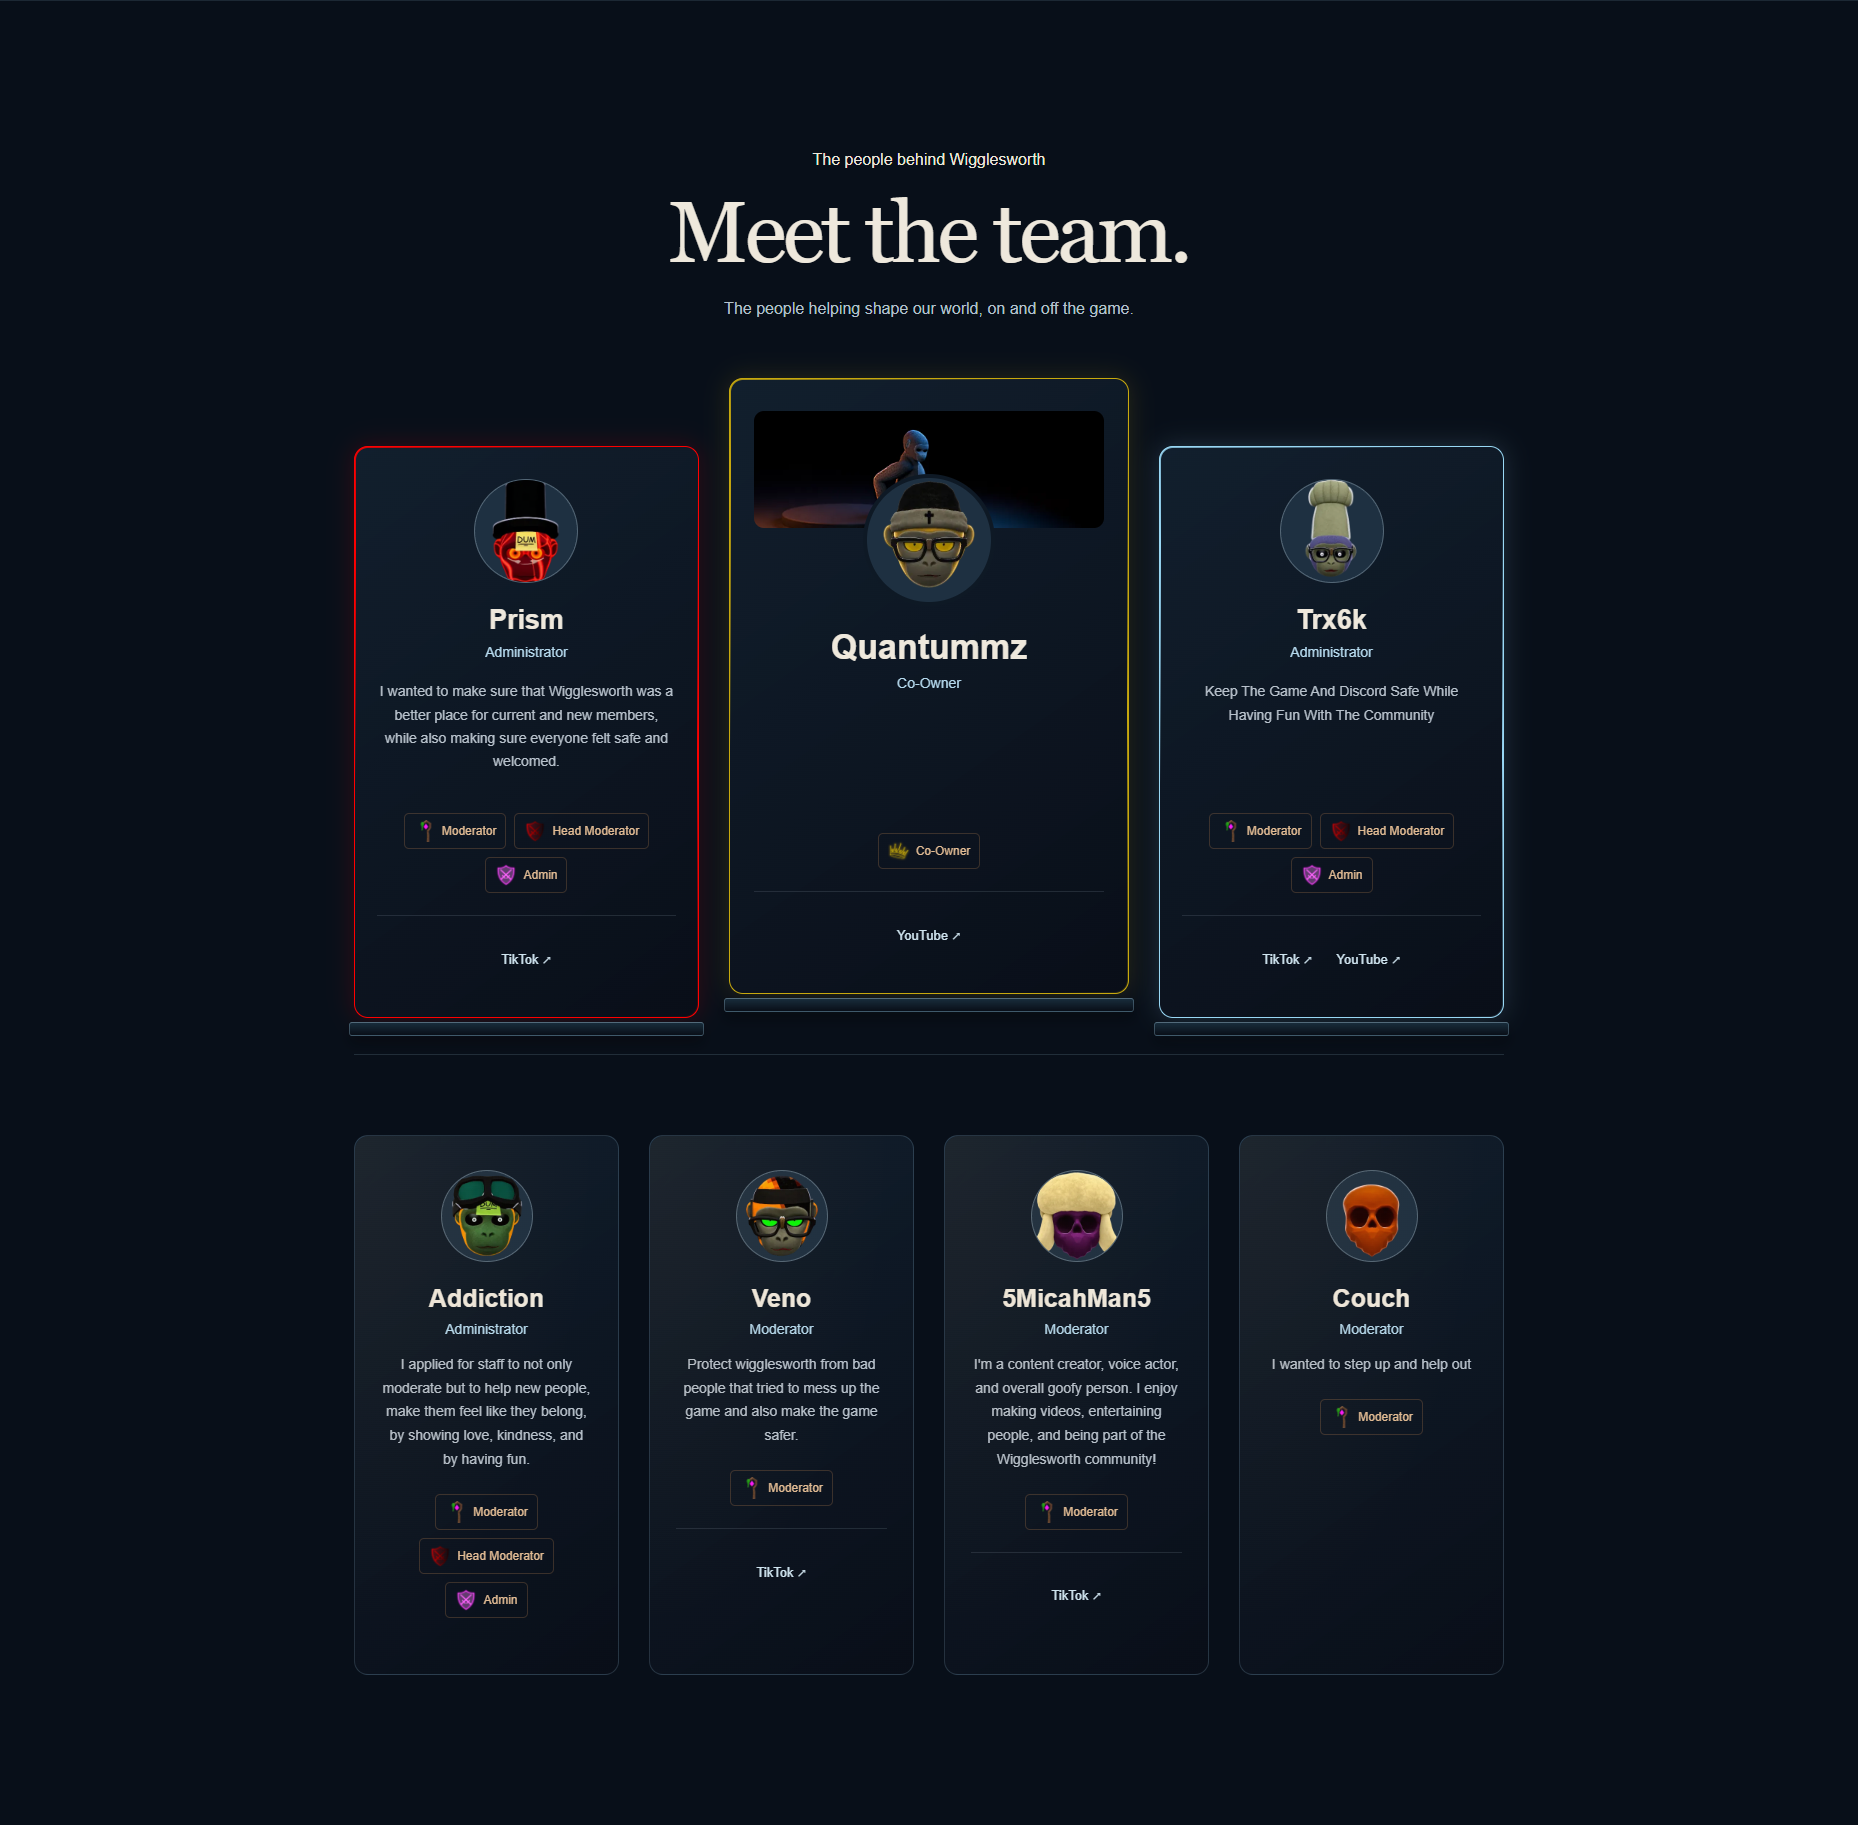 The people behind Wigglesworth
Meet the team.
The people helping shape our world, on and off the game.
DUM
Prism
Administrator
I wanted to make sure that Wigglesworth was a
better place for current and new members,
while also making sure everyone felt safe and
welcomed.
Moderator
Head Moderator
Admin
TikTok ↗
Quantummz
Co-Owner
Co-Owner
YouTube ↗
Trx6k
Administrator
Keep The Game And Discord Safe While
Having Fun With The Community
Moderator
Head Moderator
Admin
TikTok ↗
YouTube ↗
DUM
Addiction
Administrator
I applied for staff to not only
moderate but to help new people,
make them feel like they belong,
by showing love, kindness, and
by having fun.
Moderator
Head Moderator
Admin
Veno
Moderator
Protect wigglesworth from bad
people that tried to mess up the
game and also make the game
safer.
Moderator
TikTok ↗
5MicahMan5
Moderator
I'm a content creator, voice actor,
and overall goofy person. I enjoy
making videos, entertaining
people, and being part of the
Wigglesworth community!
Moderator
TikTok ↗
Couch
Moderator
I wanted to step up and help out
Moderator